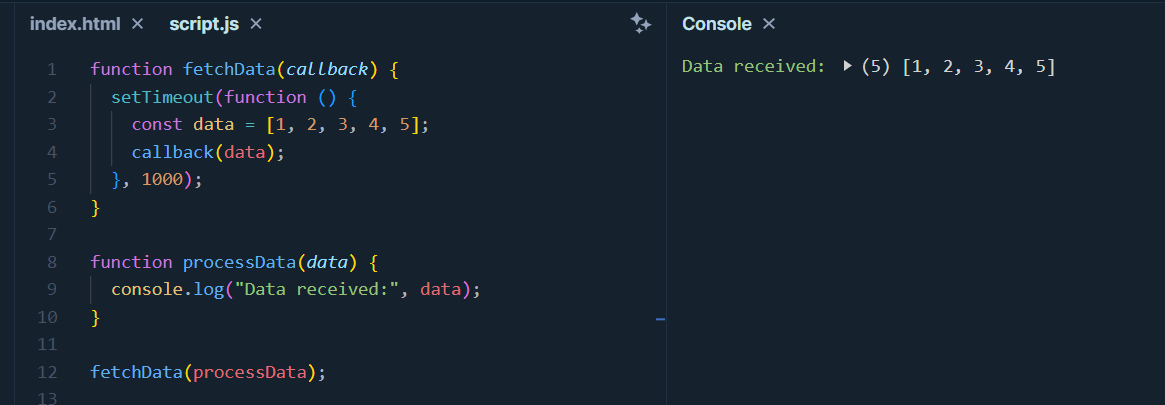 index.html ×
script.js ×
1 function fetchData(callback) {
2 setTimeout(function () {
3 const data = [1, 2, 3, 4, 5];
4 callback(data);
5 }, 1000);
6 }
7
8 function processData(data) {
9 console.log("Data received:", data);
10 }
11
12 fetchData(processData);
13
Console ×
Data received: ▶ (5) [1, 2, 3, 4, 5]